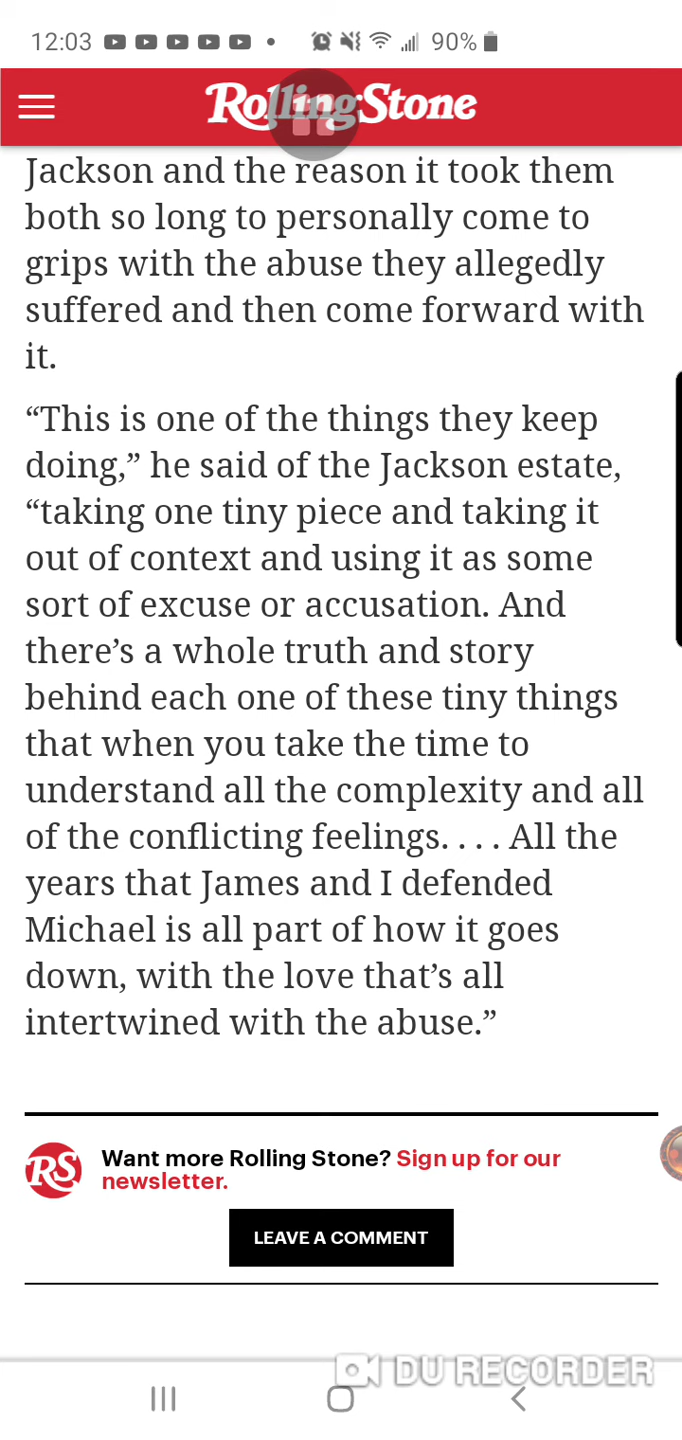 12:03 90%
RollingStone
Jackson and the reason it took them
both so long to personally come to
grips with the abuse they allegedly
suffered and then come forward with
it.
“This is one of the things they keep
doing,” he said of the Jackson estate,
“taking one tiny piece and taking it
out of context and using it as some
sort of excuse or accusation. And
there’s a whole truth and story
behind each one of these tiny things
that when you take the time to
understand all the complexity and all
of the conflicting feelings. . . . All the
years that James and I defended
Michael is all part of how it goes
down, with the love that’s all
intertwined with the abuse.”
RS
Want more Rolling Stone? Sign up for our
newsletter.
LEAVE A COMMENT
DU RECORDER